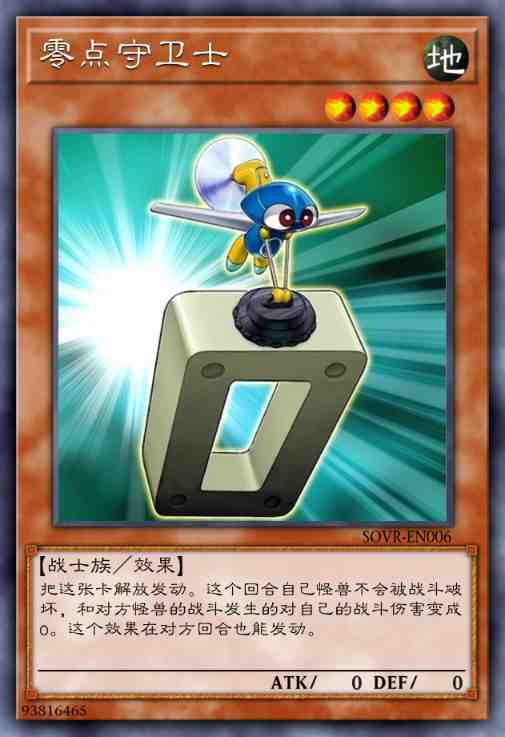 零点守卫士
地
SOVR-EN006
【战士族／效果】
把这张卡解放发动。这个回合自己怪兽不会被战斗破
坏，和对方怪兽的战斗发生的对自己的战斗伤害变成
0。这个效果在对方回合也能发动。
ATK/ 0 DEF/ 0
93816465